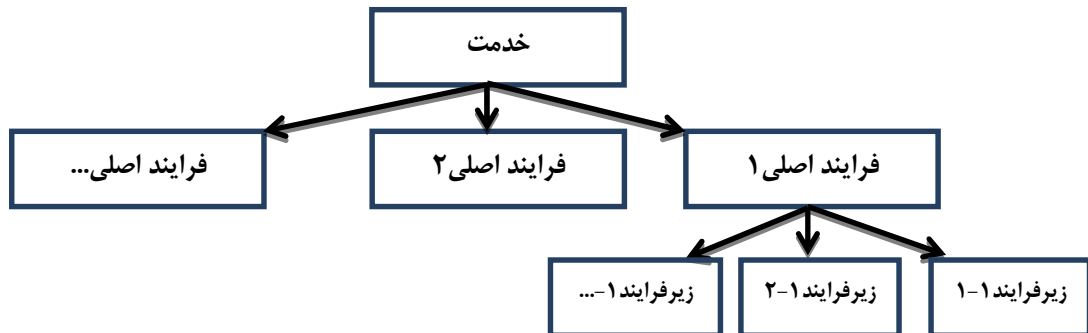 خدمت
فرایند اصلی۱
فرایند اصلی۲
فرایند اصلی...
زیرفرایند۱-۱
زیرفرایند۱-۲
زیرفرایند۱-...